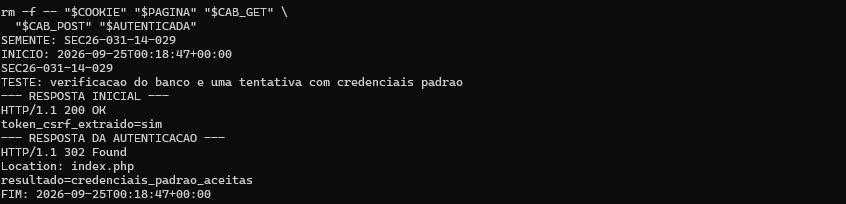 rm -f -- "$COOKIE" "$PAGINA" "$CAB_GET" \
  "$CAB_POST" "$AUTENTICADA"
SEMENTE: SEC26-031-14-029
INICIO: 2026-09-25T00:18:47+00:00
SEC26-031-14-029
TESTE: verificacao do banco e uma tentativa com credenciais padrao
--- RESPOSTA INICIAL ---
HTTP/1.1 200 OK
token_csrf_extraido=sim
--- RESPOSTA DA AUTENTICACAO ---
HTTP/1.1 302 Found
Location: index.php
resultado=credenciais_padrao_aceitas
FIM: 2026-09-25T00:18:47+00:00